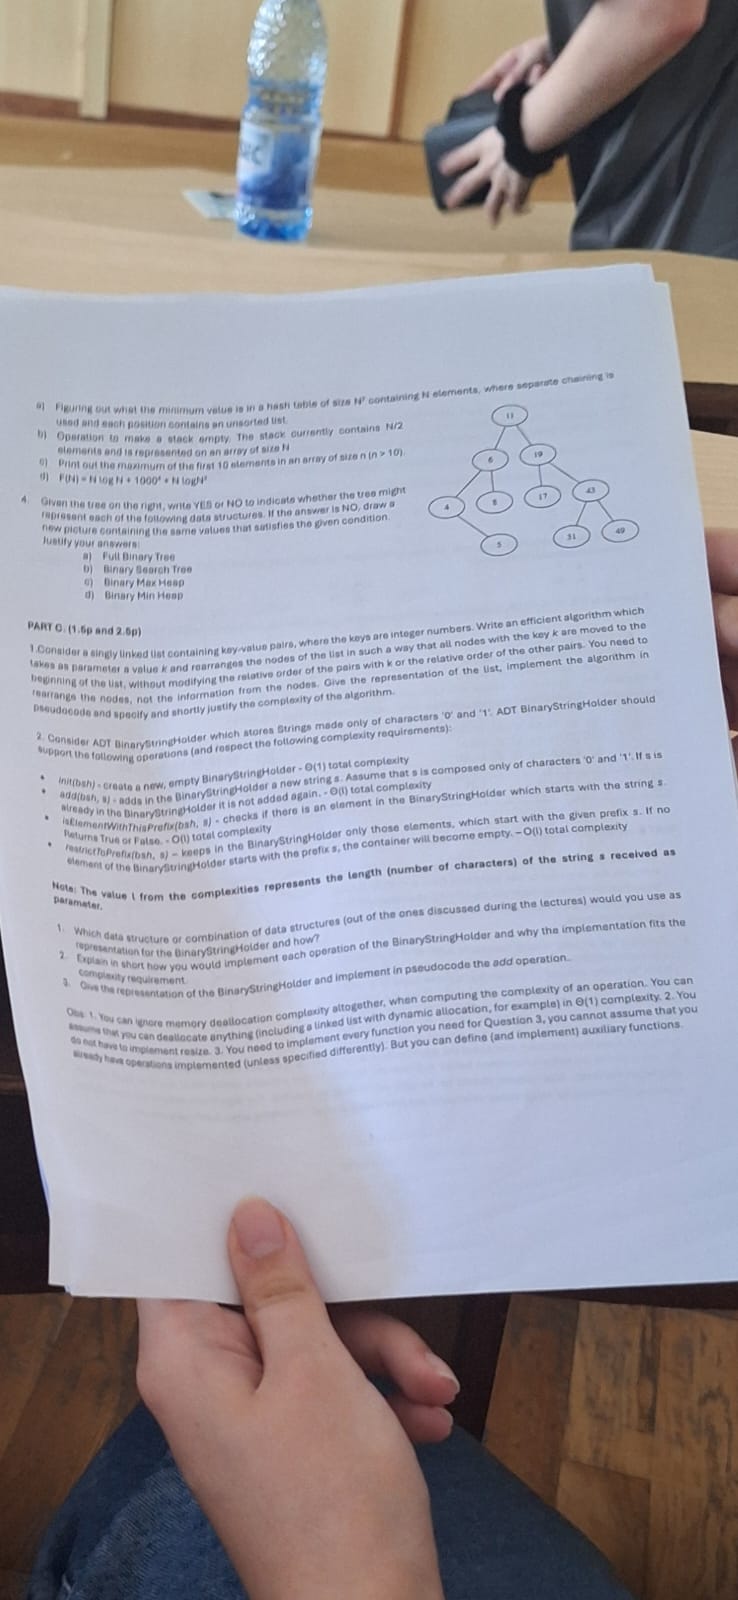 a) Figuring out what the minimum value is in a hash table of size N² containing N elements, where separate chaining is
used and each position contains an unsorted list.
b) Operation to make a stack empty. The stack currently contains N/2
elements and is represented on an array of size N
c) Print out the maximum of the first 10 elements in an array of size n (n > 10).
d) F(N) = N log N + 1000² + N logN²
4. Given the tree on the right, write YES or NO to indicate whether the tree might
represent each of the following data structures. If the answer is NO, draw a
new picture containing the same values that satisfies the given condition.
Justify your answers:
a) Full Binary Tree
b) Binary Search Tree
c) Binary Max Heap
d) Binary Min Heap
11
6 19
4 8 17 43
5 31 49
PART C. (1.5p and 2.5p)
1.Consider a singly linked list containing key-value pairs, where the keys are integer numbers. Write an efficient algorithm which
takes as parameter a value k and rearranges the nodes of the list in such a way that all nodes with the key k are moved to the
beginning of the list, without modifying the relative order of the pairs with k or the relative order of the other pairs. You need to
rearrange the nodes, not the information from the nodes. Give the representation of the list, implement the algorithm in
pseudocode and specify and shortly justify the complexity of the algorithm.
2. Consider ADT BinaryStringHolder which stores Strings made only of characters '0' and '1'. ADT BinaryStringHolder should
support the following operations (and respect the following complexity requirements):
• init(bsh) - create a new, empty BinaryStringHolder - Θ(1) total complexity
• add(bsh, s) - adds in the BinaryStringHolder a new string s. Assume that s is composed only of characters '0' and '1'. If s is
already in the BinaryStringHolder it is not added again. - Θ(l) total complexity
• isElementWithThisPrefix(bsh, s) - checks if there is an element in the BinaryStringHolder which starts with the string s.
Returns True or False. - O(l) total complexity
• restrictToPrefix(bsh, s) – keeps in the BinaryStringHolder only those elements, which start with the given prefix s. If no
element of the BinaryStringHolder starts with the prefix s, the container will become empty. – O(l) total complexity
Note: The value l from the complexities represents the length (number of characters) of the string s received as
parameter.
1. Which data structure or combination of data structures (out of the ones discussed during the lectures) would you use as
representation for the BinaryStringHolder and how?
2. Explain in short how you would implement each operation of the BinaryStringHolder and why the implementation fits the
complexity requirement.
3. Give the representation of the BinaryStringHolder and implement in pseudocode the add operation.
Obs: 1. You can ignore memory deallocation complexity altogether, when computing the complexity of an operation. You can
assume that you can deallocate anything (including a linked list with dynamic allocation, for example) in Θ(1) complexity. 2. You
do not have to implement resize. 3. You need to implement every function you need for Question 3, you cannot assume that you
already have operations implemented (unless specified differently). But you can define (and implement) auxiliary functions.